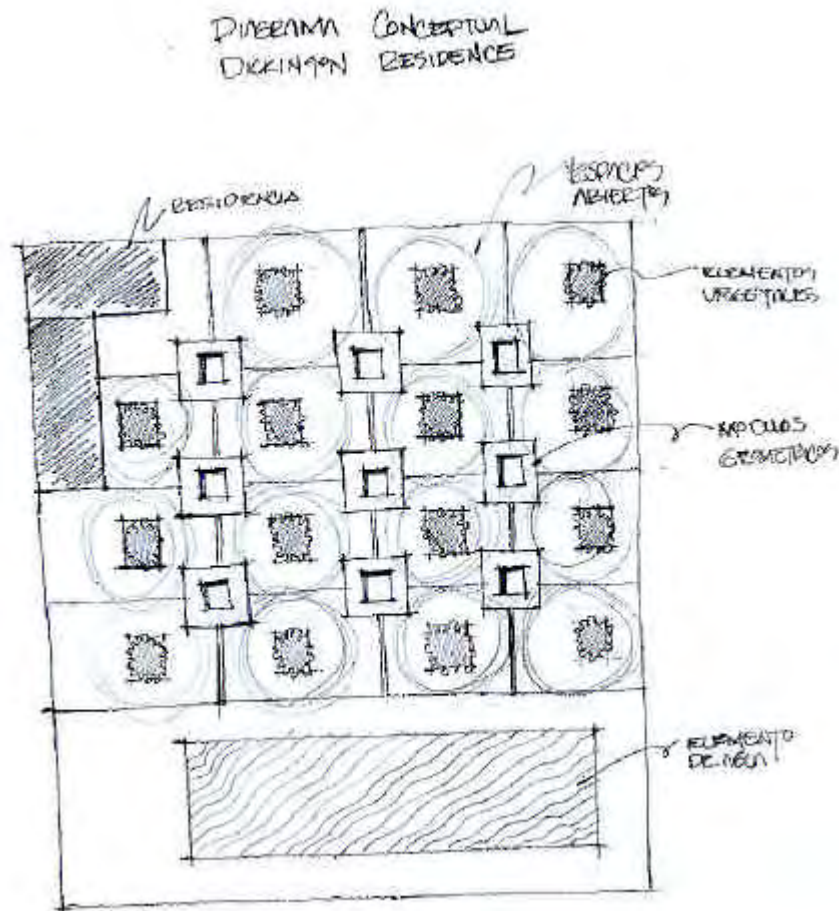 DIAGRAMA CONCEPTUAL
DICKINSON RESIDENCE
RESIDENCIA
ESPACIOS
ABIERTOS
ELEMENTOS
VEGETALES
MODULOS
GEOMETRICOS
ELEMENTO
DE AGUA